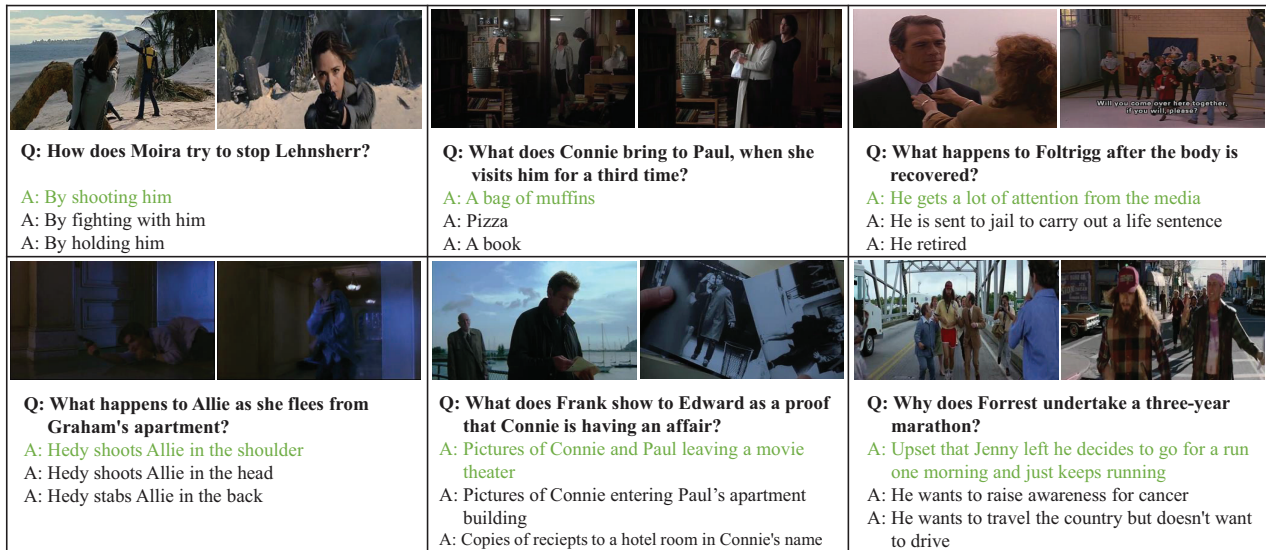 Q: How does Moira try to stop Lehnsherr?
A: By shooting him
A: By fighting with him
A: By holding him
Q: What does Connie bring to Paul, when she
visits him for a third time?
A: A bag of muffins
A: Pizza
A: A book
Will you come over here together,
if you will, please?
Q: What happens to Foltrigg after the body is
recovered?
A: He gets a lot of attention from the media
A: He is sent to jail to carry out a life sentence
A: He retired
Q: What happens to Allie as she flees from
Graham's apartment?
A: Hedy shoots Allie in the shoulder
A: Hedy shoots Allie in the head
A: Hedy stabs Allie in the back
Q: What does Frank show to Edward as a proof
that Connie is having an affair?
A: Pictures of Connie and Paul leaving a movie
theater
A: Pictures of Connie entering Paul's apartment
building
A: Copies of reciepts to a hotel room in Connie's name
Q: Why does Forrest undertake a three-year
marathon?
A: Upset that Jenny left he decides to go for a run
one morning and just keeps running
A: He wants to raise awareness for cancer
A: He wants to travel the country but doesn't want
to drive